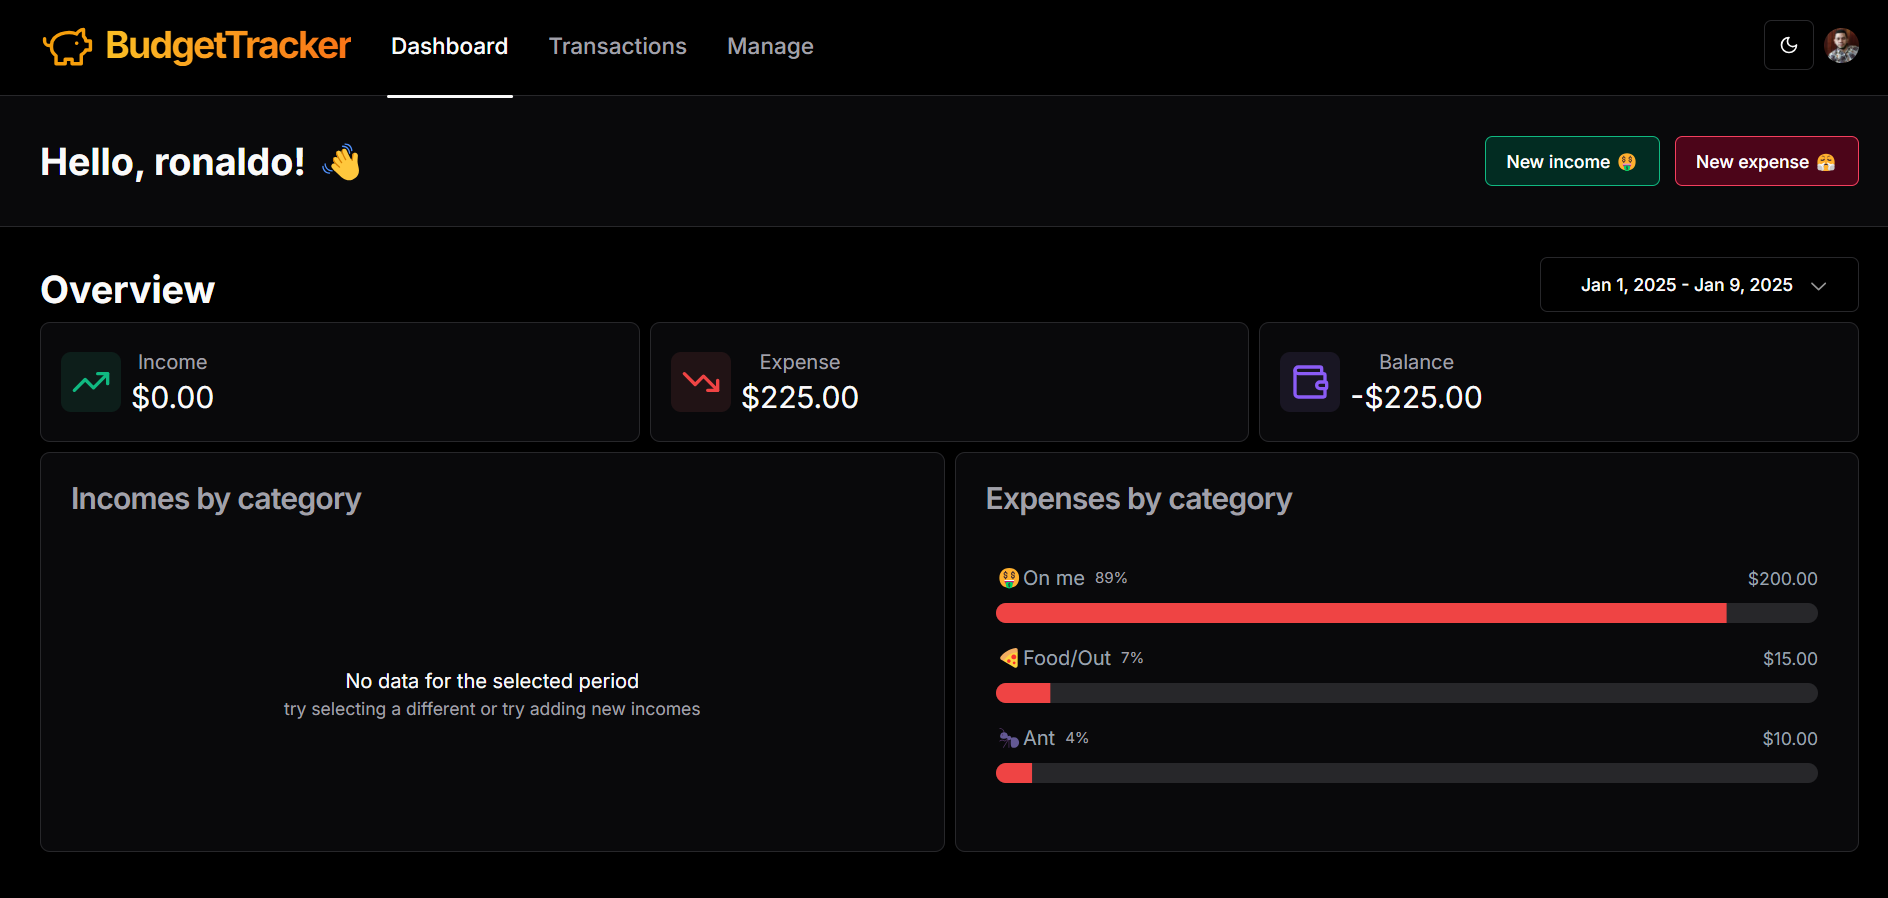 BudgetTracker Dashboard Transactions Manage
Hello, ronaldo! 👋
New income 🤑 New expense 😤
Overview
Jan 1, 2025 - Jan 9, 2025
Income
$0.00
Expense
$225.00
Balance
-$225.00
Incomes by category
No data for the selected period
try selecting a different or try adding new incomes
Expenses by category
🤑 On me 89% $200.00
🍕 Food/Out 7% $15.00
🐜 Ant 4% $10.00